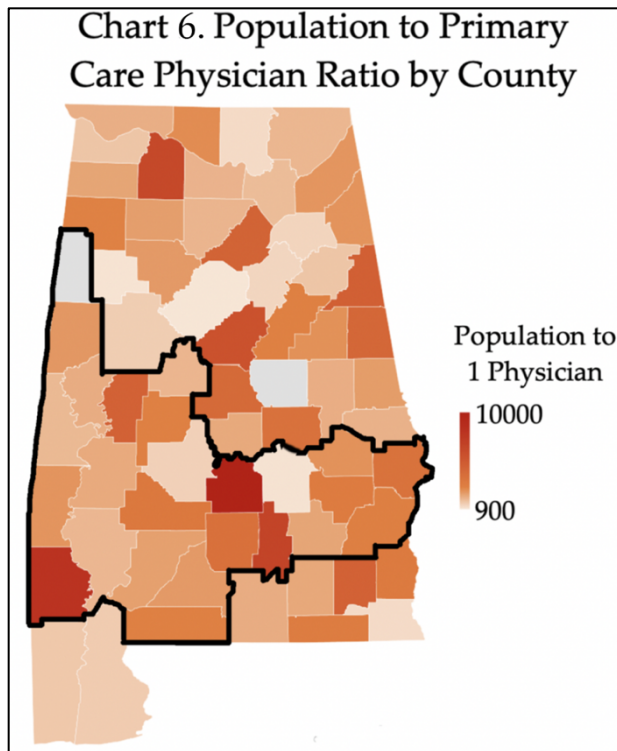 Chart 6. Population to Primary
Care Physician Ratio by County
Population to
1 Physician
10000
900